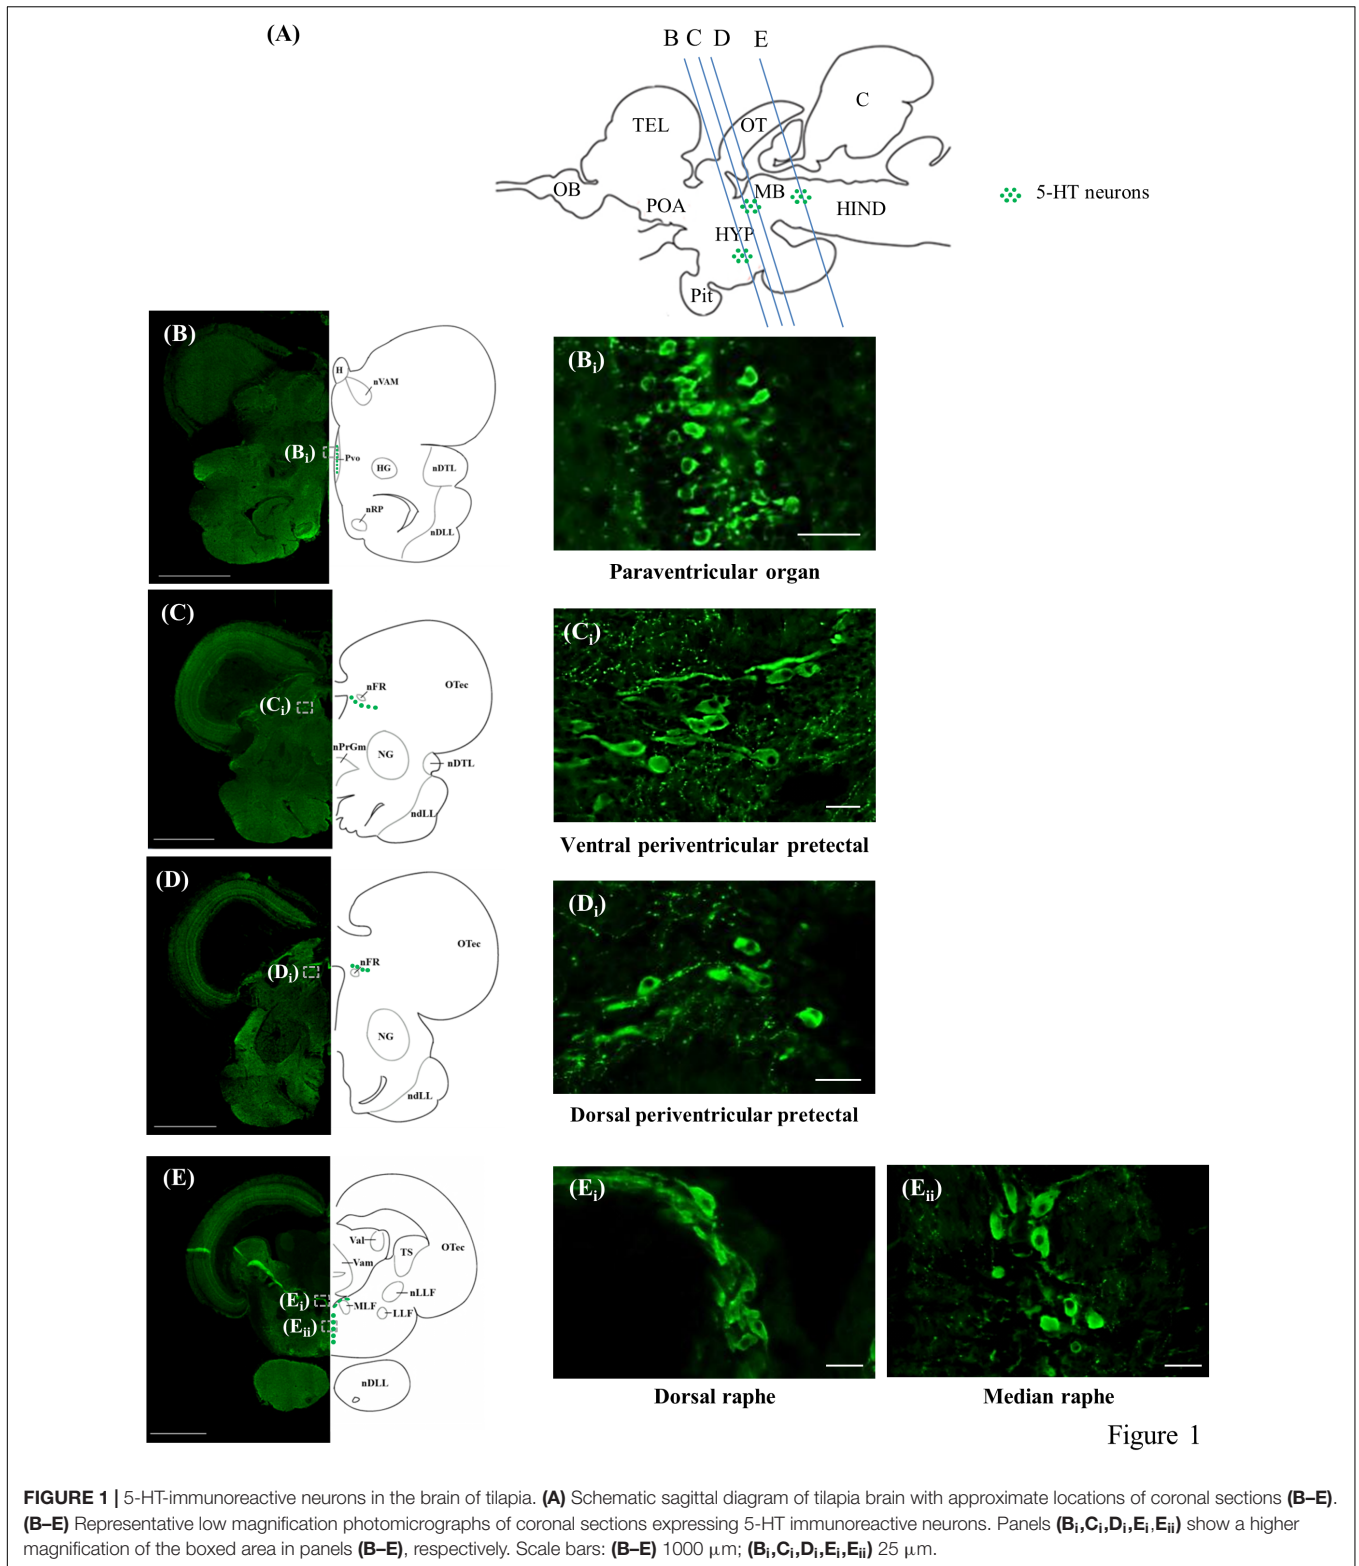 (A)
B C D E
C
TEL
OT
OB
MB
5-HT neurons
POA
HIND
HYP
Pit
(B)
H
nVAM
(Bi)
Pvo
HG
nDTL
nRP
nDLL
(Bi)
Paraventricular organ
(C)
nFR
OTec
(Ci)
nPrGm
NG
nDTL
ndLL
(Ci)
Ventral periventricular pretectal
(D)
OTec
nFR
(Di)
NG
ndLL
(Di)
Dorsal periventricular pretectal
(E)
Val
TS
OTec
Vam
nLLF
(Ei)
MLF
LLF
(Eii)
nDLL
(Ei)
Dorsal raphe
(Eii)
Median raphe
Figure 1
FIGURE 1 | 5-HT-immunoreactive neurons in the brain of tilapia. (A) Schematic sagittal diagram of tilapia brain with approximate locations of coronal sections (B–E).
(B–E) Representative low magnification photomicrographs of coronal sections expressing 5-HT immunoreactive neurons. Panels (Bi,Ci,Di,Ei,Eii) show a higher
magnification of the boxed area in panels (B–E), respectively. Scale bars: (B–E) 1000 μm; (Bi,Ci,Di,Ei,Eii) 25 μm.